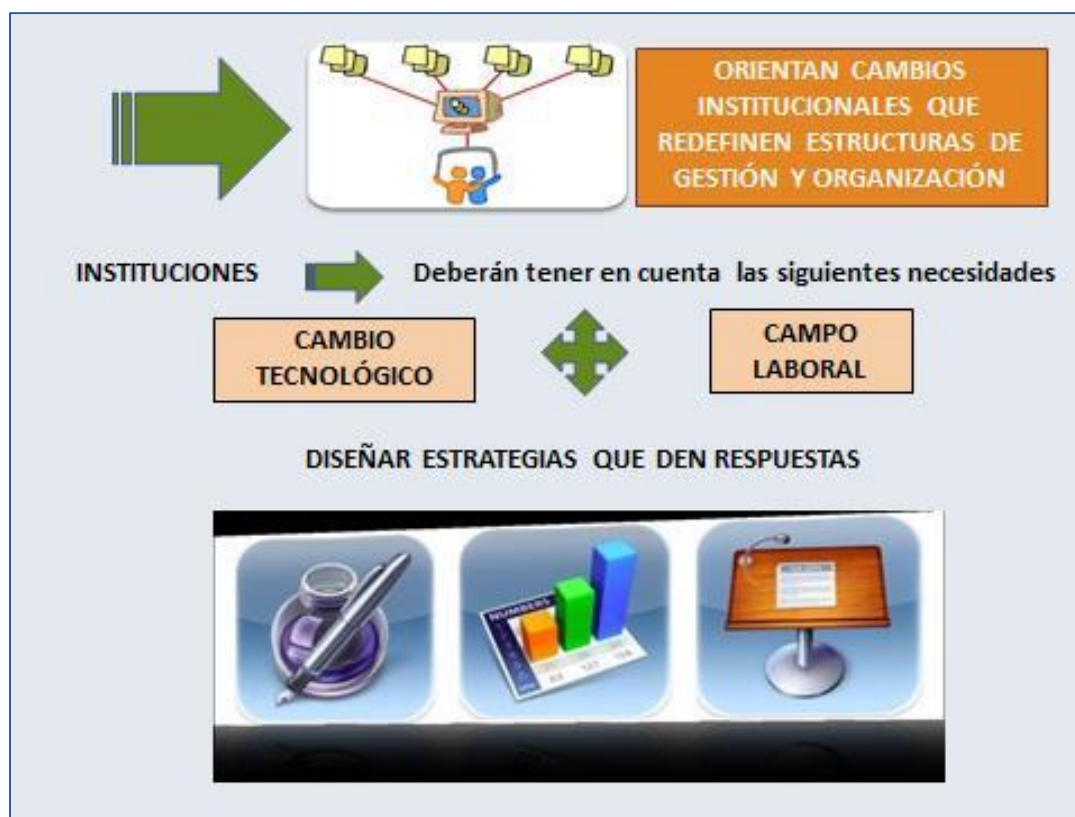 ORIENTAN CAMBIOS
INSTITUCIONALES QUE
REDEFINEN ESTRUCTURAS DE
GESTIÓN Y ORGANIZACIÓN
INSTITUCIONES
Deberán tener en cuenta las siguientes necesidades
CAMBIO
TECNOLÓGICO
CAMPO
LABORAL
DISEÑAR ESTRATEGIAS QUE DEN RESPUESTAS
NUMBERS